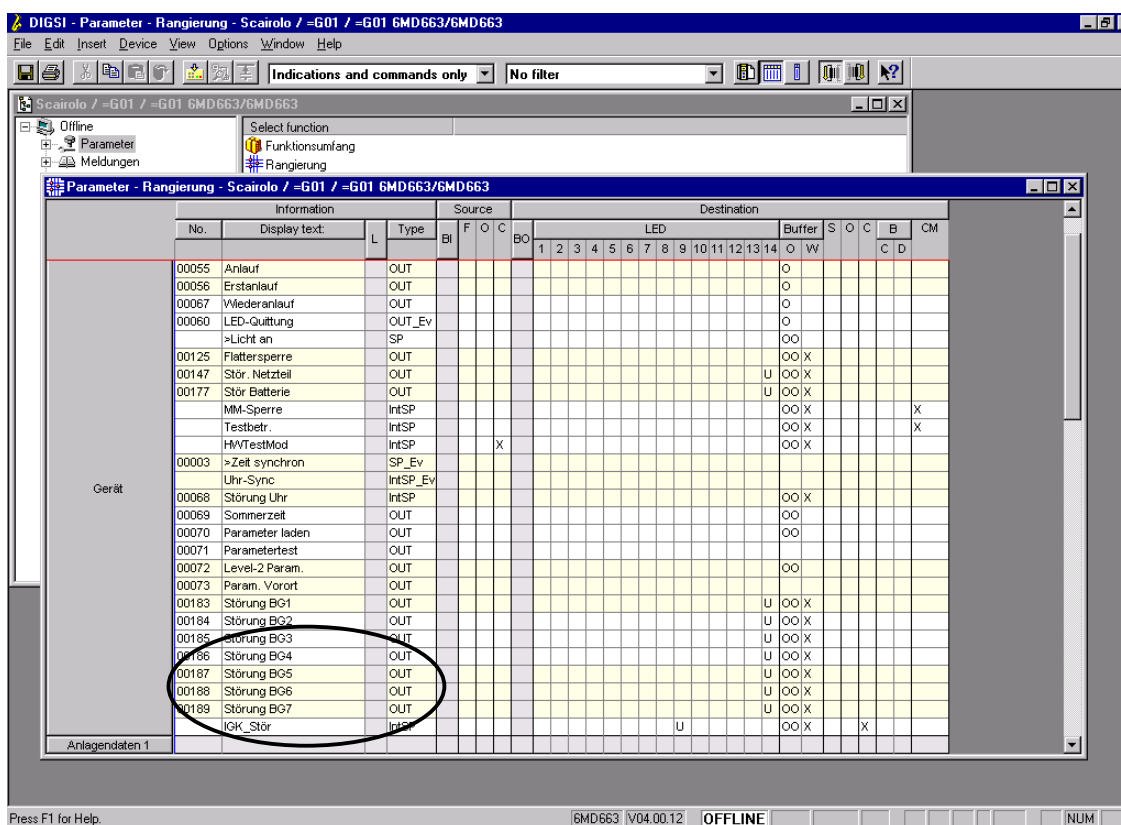 DIGSI - Parameter - Rangierung - Scairolo / =G01 / =G01 6MD663/6MD663
File Edit Insert Device View Options Window Help
Indications and commands only No filter
Scairolo / =G01 / =G01 6MD663/6MD663
Offline Select function
Parameter Funktionsumfang
Meldungen Rangierung
Parameter - Rangierung - Scairolo / =G01 / =G01 6MD663/6MD663
Information Source Destination
No. Display text: L Type BI F O C BO LED Buffer S O C B CM
1 2 3 4 5 6 7 8 9 10 11 12 13 14 O W C D
Gerät
00055 Anlauf OUT O
00056 Erstanlauf OUT O
00067 Wiederanlauf OUT O
00060 LED-Quittung OUT_Ev O
>Licht an SP OO
00125 Flattersperre OUT OO X
00147 Stör. Netzteil OUT U OO X
00177 Stör Batterie OUT U OO X
MM-Sperre IntSP OO X X
Testbetr. IntSP OO X X
HWTestMod IntSP X OO X
00003 >Zeit synchron SP_Ev
Uhr-Sync IntSP_Ev
00068 Störung Uhr IntSP OO X
00069 Sommerzeit OUT OO
00070 Parameter laden OUT OO
00071 Parametertest OUT
00072 Level-2 Param. OUT OO
00073 Param. Vorort OUT
00183 Störung BG1 OUT U OO X
00184 Störung BG2 OUT U OO X
00185 Störung BG3 OUT U OO X
00186 Störung BG4 OUT U OO X
00187 Störung BG5 OUT U OO X
00188 Störung BG6 OUT U OO X
00189 Störung BG7 OUT U OO X
IGK_Stör IntSP U OO X X
Anlagendaten 1
Press F1 for Help. 6MD663 V04.00.12 OFFLINE NUM